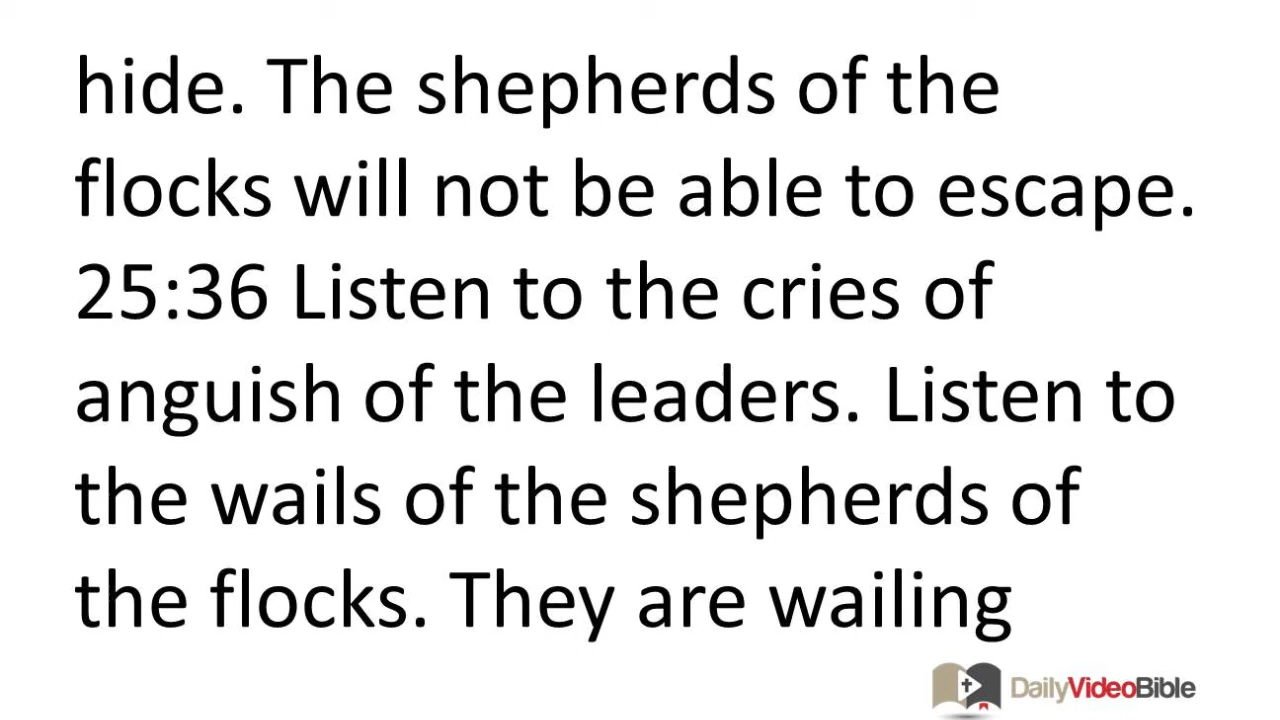 hide. The shepherds of the
flocks will not be able to escape.
25:36 Listen to the cries of
anguish of the leaders. Listen to
the wails of the shepherds of
the flocks. They are wailing
DailyVideoBible